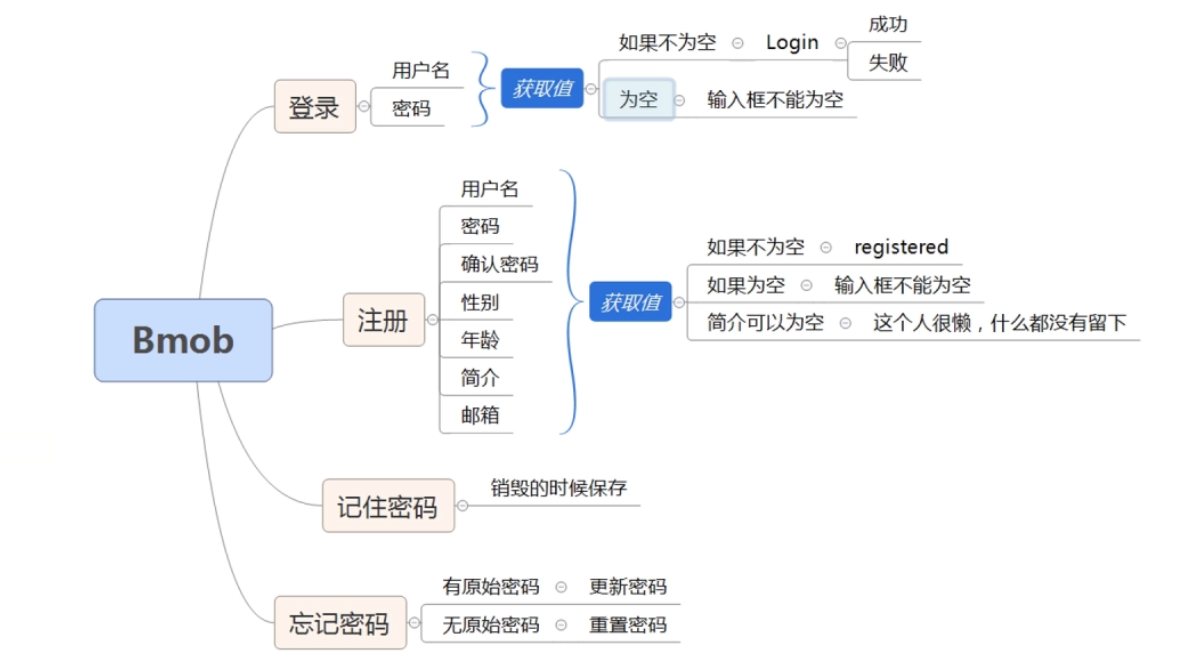 Bmob
登录
用户名
密码
获取值
如果不为空
Login
成功
失败
为空
输入框不能为空
注册
用户名
密码
确认密码
性别
年龄
简介
邮箱
获取值
如果不为空
registered
如果为空
输入框不能为空
简介可以为空
这个人很懒，什么都没有留下
记住密码
销毁的时候保存
忘记密码
有原始密码
更新密码
无原始密码
重置密码